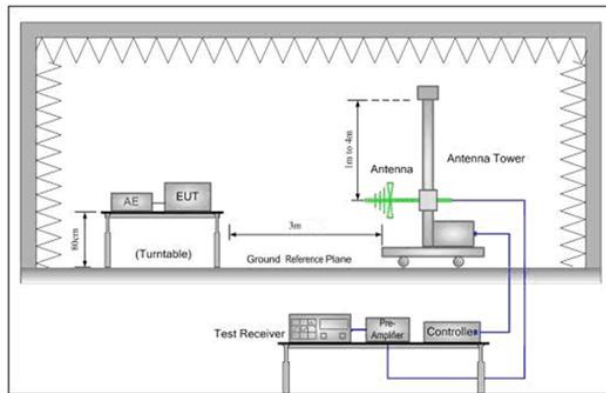 1m to 4m
Antenna
Antenna Tower
AE
EUT
80cm
(Turntable)
3m
Ground Reference Plane
Test Receiver
Pre-
Amplifier
Controller